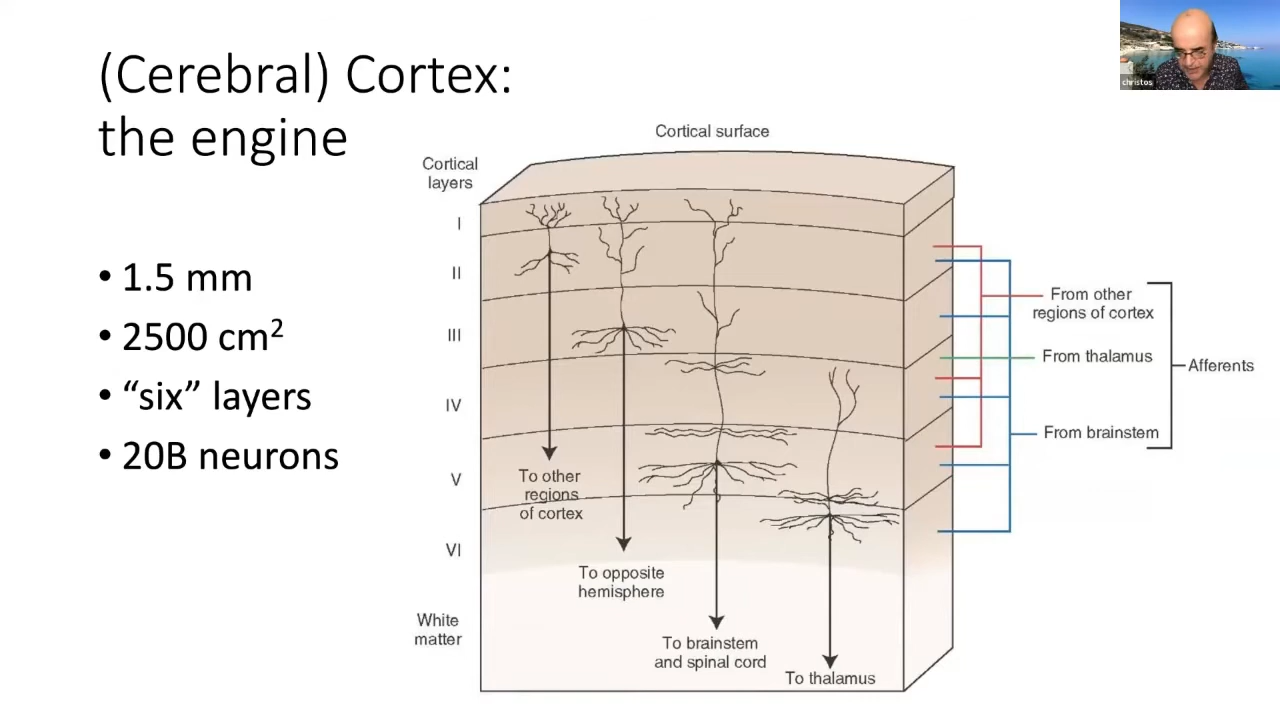 (Cerebral) Cortex:
the engine
• 1.5 mm
• 2500 cm²
• “six” layers
• 20B neurons
Cortical surface
Cortical
layers
I
II
III
IV
V
VI
White
matter
To other
regions
of cortex
To opposite
hemisphere
To brainstem
and spinal cord
To thalamus
From other
regions of cortex
From thalamus
From brainstem
Afferents
christos